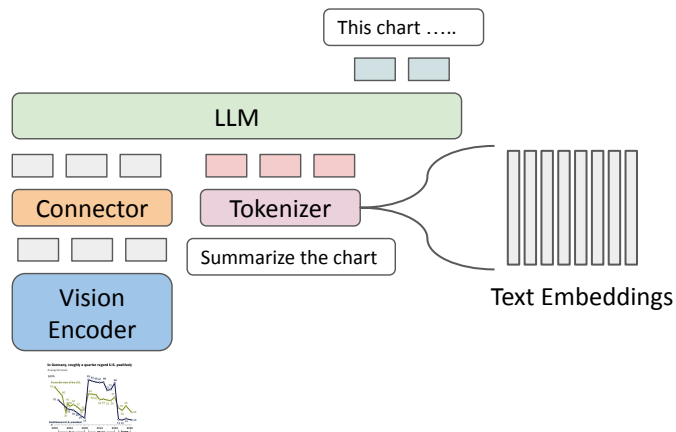 This chart …..
LLM
Connector
Tokenizer
Summarize the chart
Vision
Encoder
Text Embeddings
In Germany, roughly a quarter regard U.S. positively